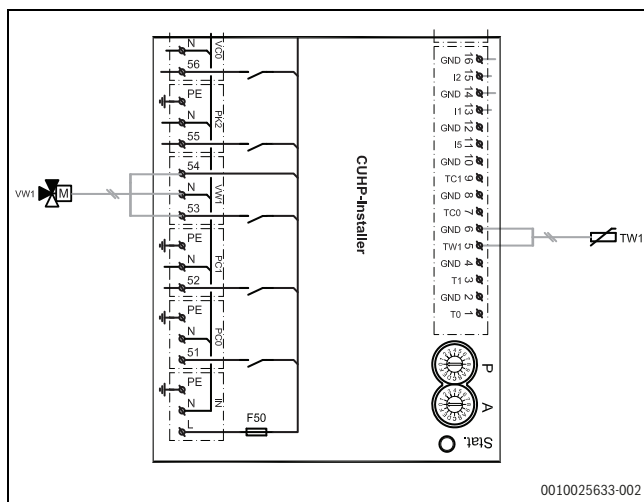 N
VC0
56
PE
PK2
N
55
54
N
VW1
53
PE
PC1
N
52
PE
PC0
N
51
PE
IN
N
L
F50
VW1
M
CUHP-Installer
GND 16
I2 15
GND 14
I1 13
GND 12
I5 11
GND 10
TC1 9
GND 8
TC0 7
GND 6
TW1 5
GND 4
T1 3
GND 2
T0 1
TW1
P
A
Stat.
0010025633-002